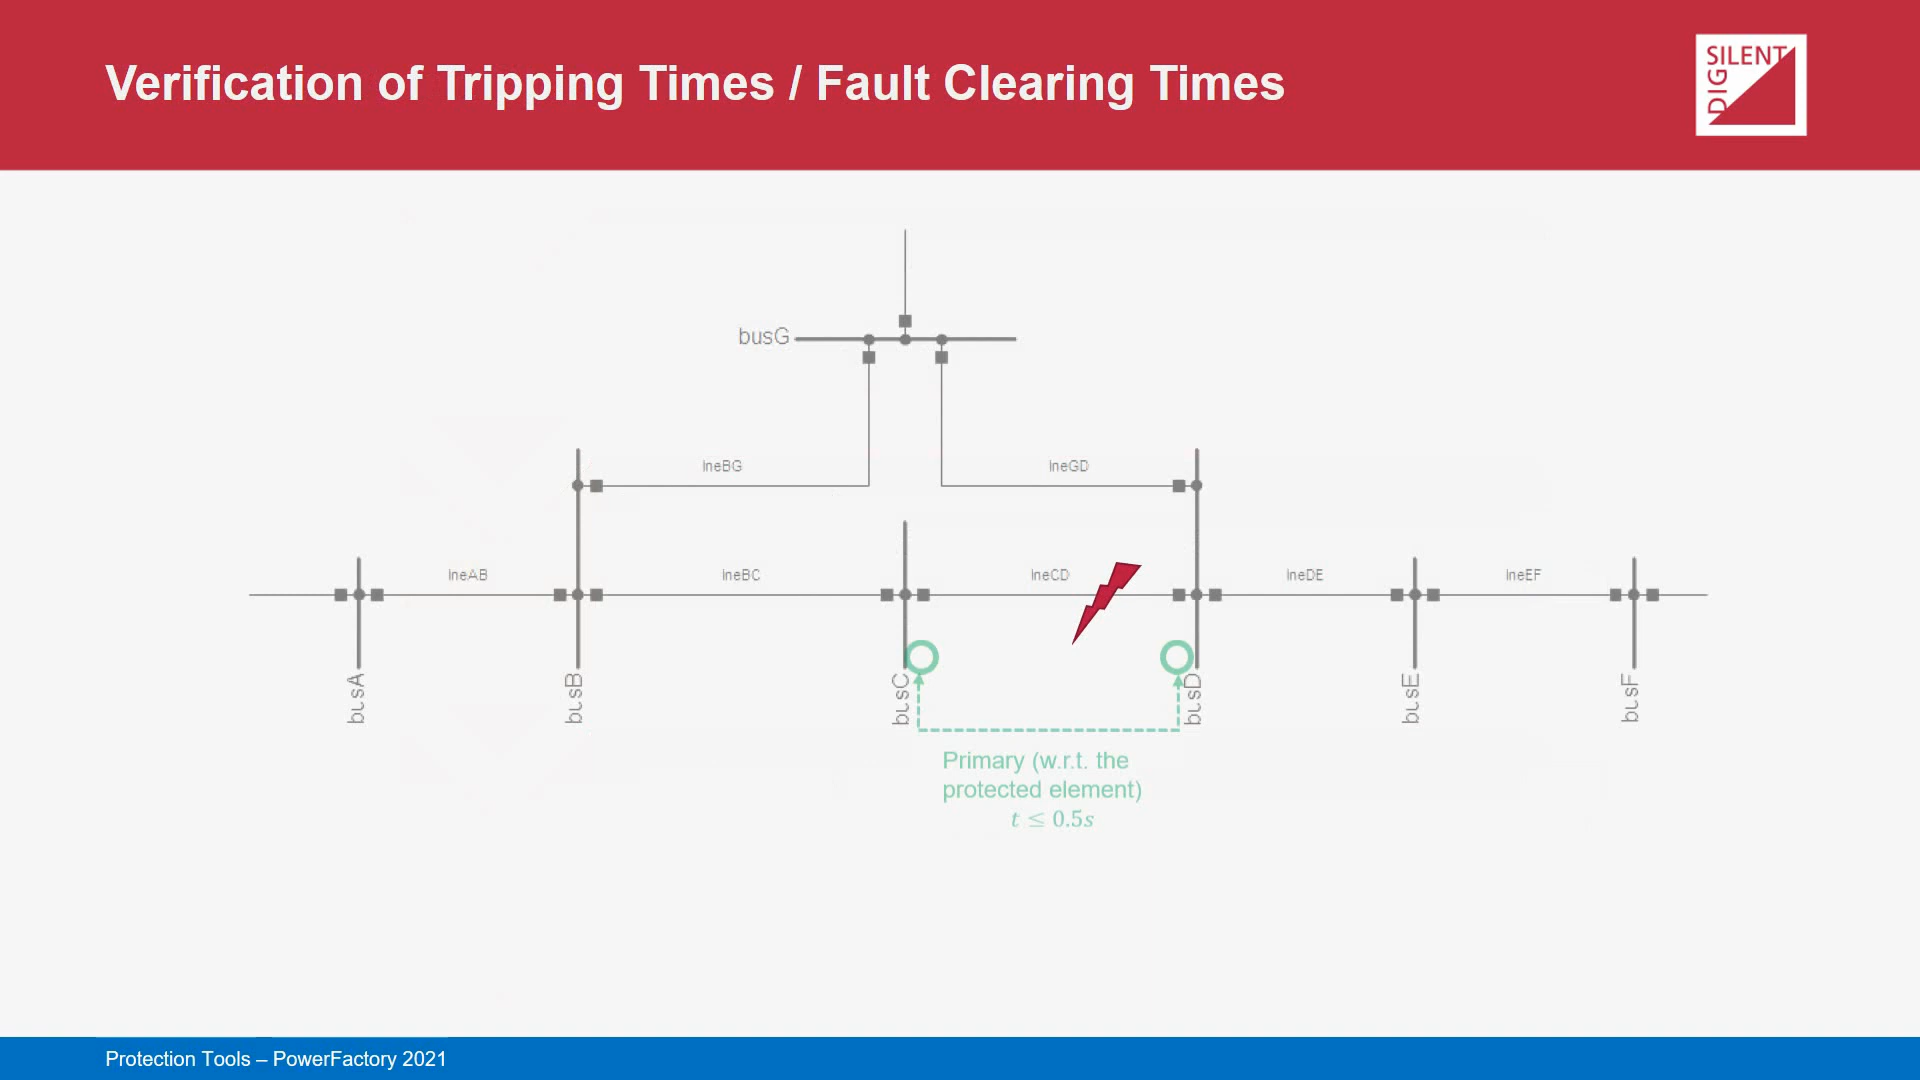 Verification of Tripping Times / Fault Clearing Times
DIG SILENT
busG
lneBG
lneGD
lneAB
lneBC
lneCD
lneDE
lneEF
busA
busB
busC
busD
busE
busF
Primary (w.r.t. the
protected element)
t ≤ 0.5s
Protection Tools – PowerFactory 2021